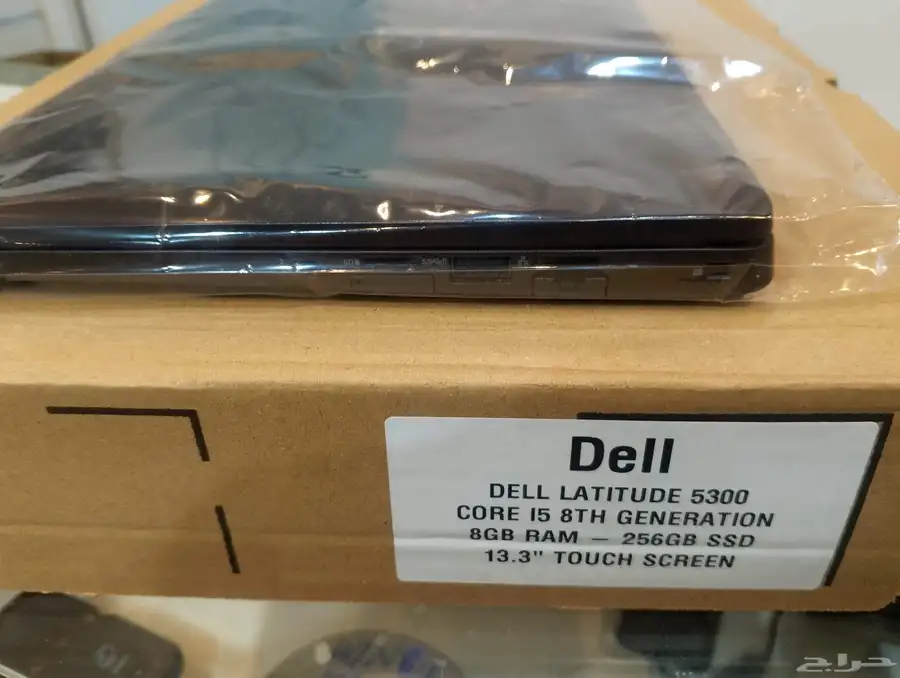 Dell
DELL LATITUDE 5300
CORE I5 8TH GENERATION
8GB RAM — 256GB SSD
13.3" TOUCH SCREEN
حراج